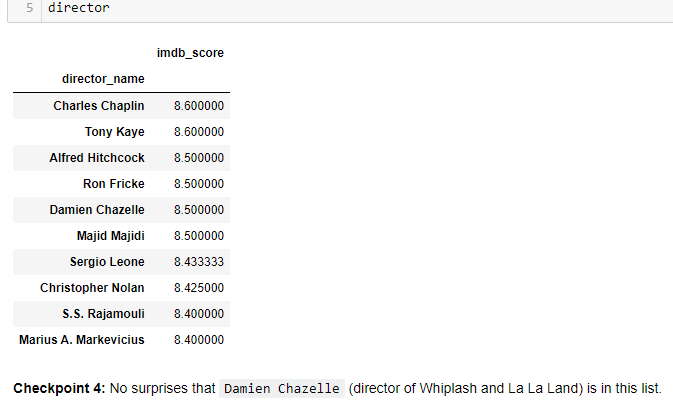 5 director
imdb_score
director_name
Charles Chaplin 8.600000
Tony Kaye 8.600000
Alfred Hitchcock 8.500000
Ron Fricke 8.500000
Damien Chazelle 8.500000
Majid Majidi 8.500000
Sergio Leone 8.433333
Christopher Nolan 8.425000
S.S. Rajamouli 8.400000
Marius A. Markevicius 8.400000
Checkpoint 4: No surprises that Damien Chazelle (director of Whiplash and La La Land) is in this list.